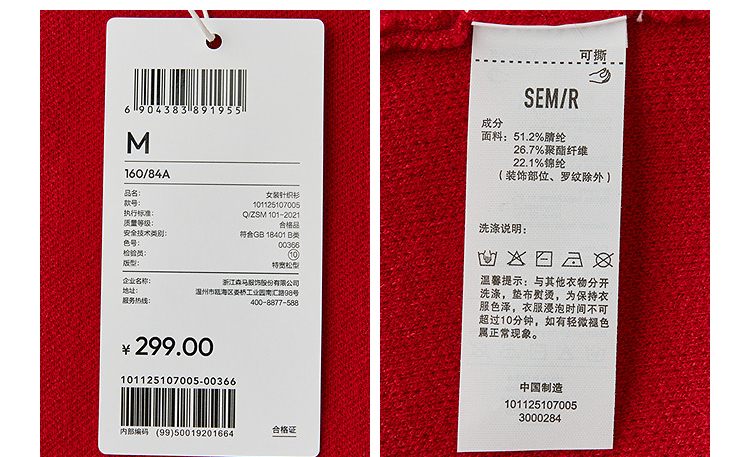 6 904383 891955
M
160/84A
品名: 女装针织衫
款号: 101125107005
执行标准: Q/ZSM 101-2021
质量等级: 合格品
安全技术类别: 符合GB 18401 B类
色号: 00366
检验类: 10
版型: 特宽松型
企业名称: 浙江森马服饰股份有限公司
地址: 温州市瓯海区娄桥工业园南汇路98号
服务热线: 400-8877-588
¥ 299.00
101125107005-00366
内部编码 (99)50019201664
合格证
可撕
SEM/R
成分
面料: 51.2%腈纶
26.7%聚酯纤维
22.1%锦纶
(装饰部位、罗纹除外)
洗涤说明:
温馨提示: 与其他衣物分开
洗涤, 垫布熨烫, 为保持衣
服色泽, 衣服浸泡时间不可
超过10分钟, 如有轻微褪色
属正常现象。
中国制造
101125107005
3000284